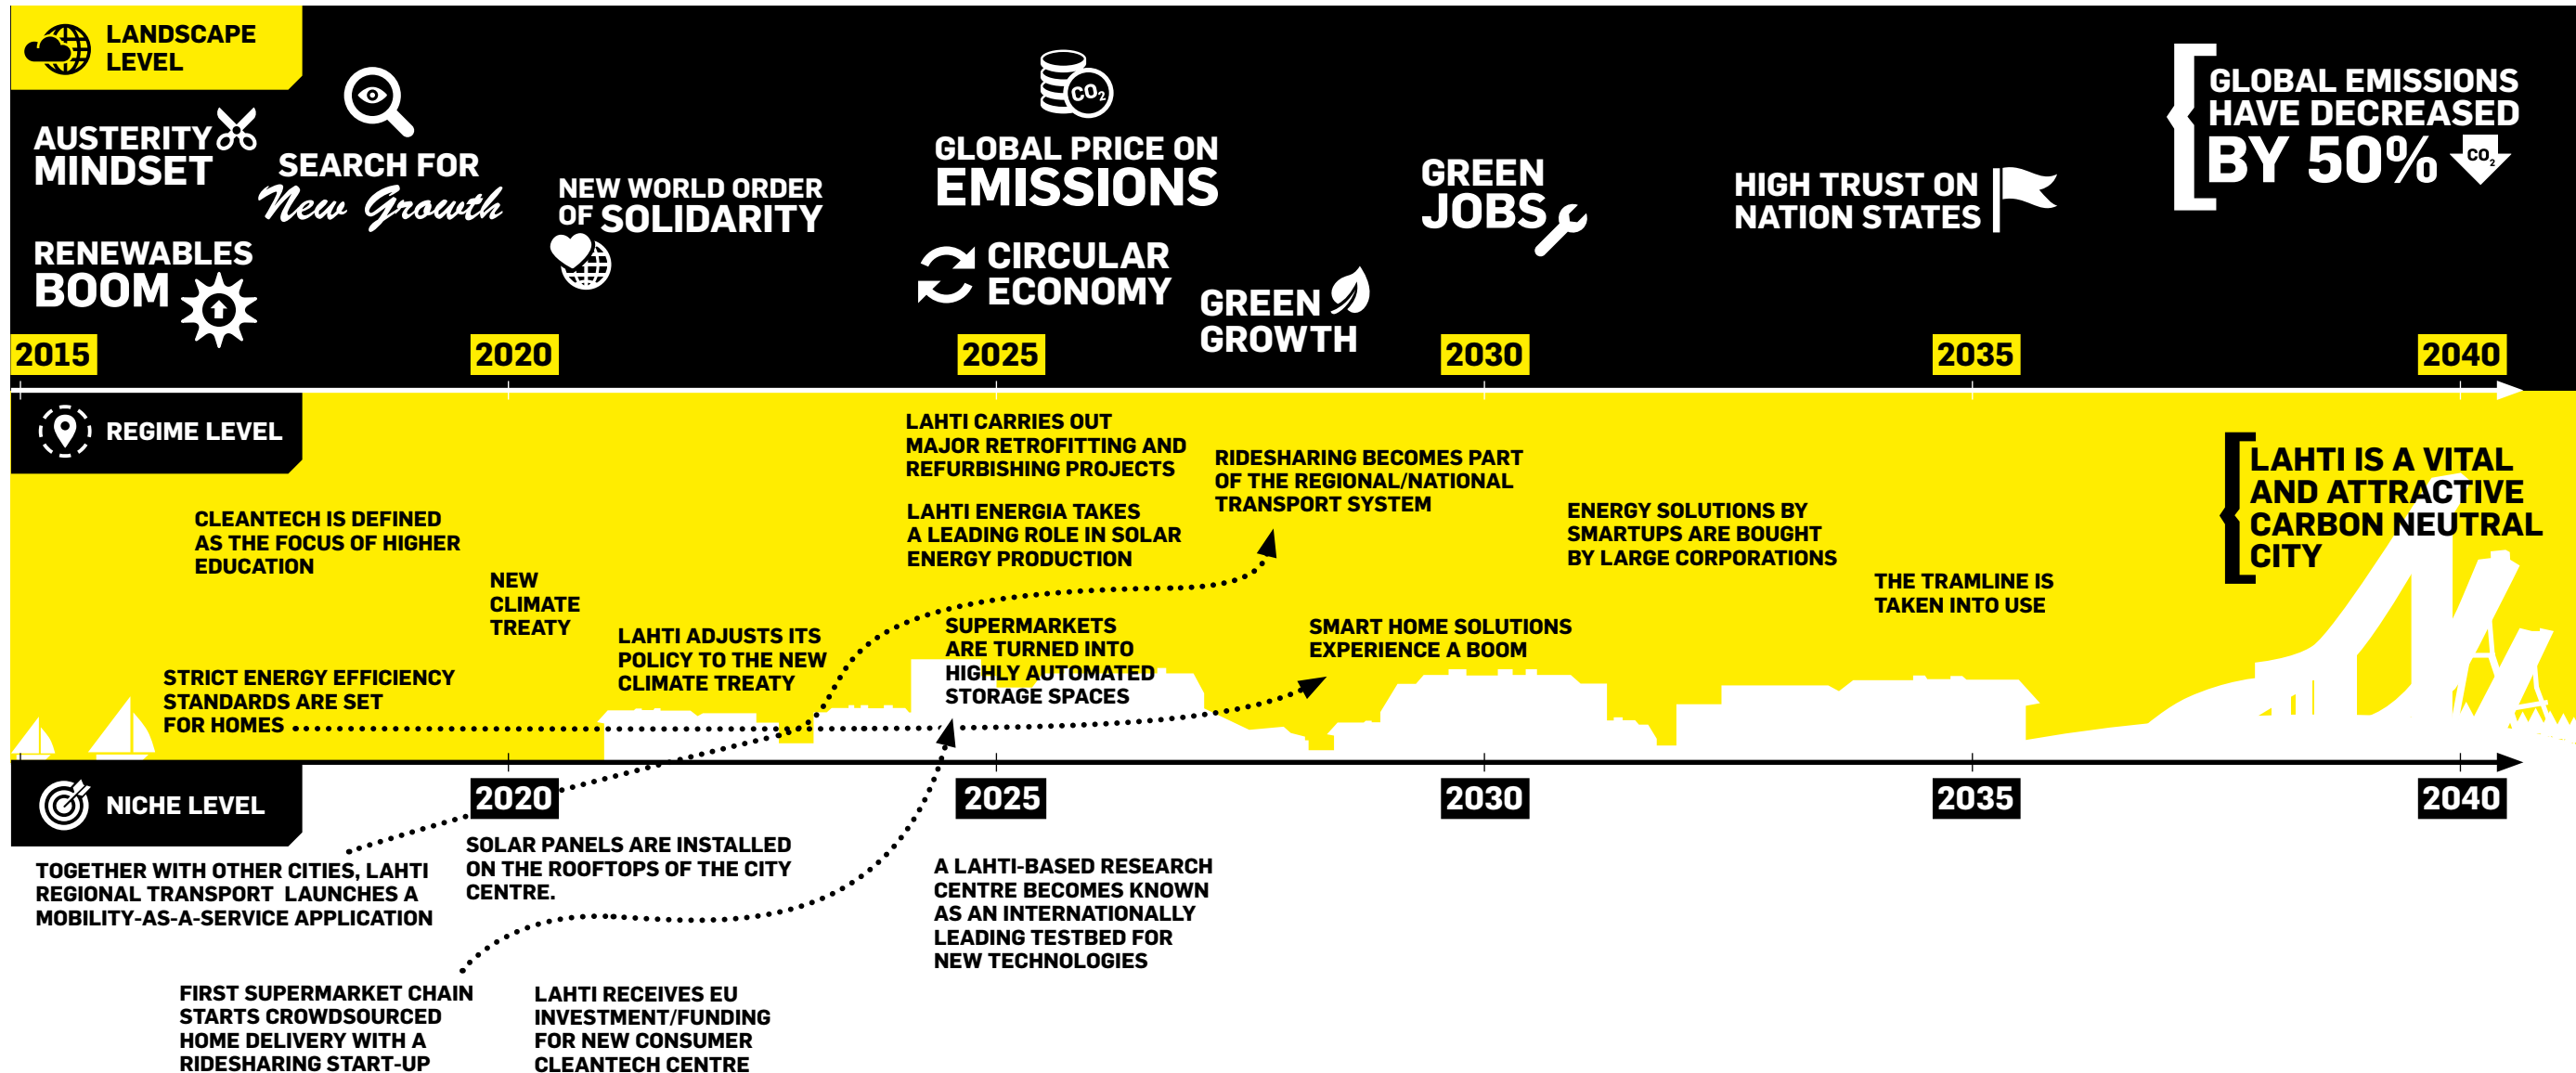 LANDSCAPE
LEVEL
AUSTERITY
MINDSET
RENEWABLES
BOOM
SEARCH FOR
New Growth
NEW WORLD ORDER
OF SOLIDARITY
CO2
GLOBAL PRICE ON
EMISSIONS
CIRCULAR
ECONOMY
GREEN
GROWTH
GREEN
JOBS
HIGH TRUST ON
NATION STATES
GLOBAL EMISSIONS
HAVE DECREASED
BY 50%
CO2
2015
2020
2025
2030
2035
2040
REGIME LEVEL
CLEANTECH IS DEFINED
AS THE FOCUS OF HIGHER
EDUCATION
STRICT ENERGY EFFICIENCY
STANDARDS ARE SET
FOR HOMES
NEW
CLIMATE
TREATY
LAHTI ADJUSTS ITS
POLICY TO THE NEW
CLIMATE TREATY
LAHTI CARRIES OUT
MAJOR RETROFITTING AND
REFURBISHING PROJECTS
LAHTI ENERGIA TAKES
A LEADING ROLE IN SOLAR
ENERGY PRODUCTION
SUPERMARKETS
ARE TURNED INTO
HIGHLY AUTOMATED
STORAGE SPACES
RIDESHARING BECOMES PART
OF THE REGIONAL/NATIONAL
TRANSPORT SYSTEM
SMART HOME SOLUTIONS
EXPERIENCE A BOOM
ENERGY SOLUTIONS BY
SMARTUPS ARE BOUGHT
BY LARGE CORPORATIONS
THE TRAMLINE IS
TAKEN INTO USE
LAHTI IS A VITAL
AND ATTRACTIVE
CARBON NEUTRAL
CITY
NICHE LEVEL
2020
2025
2030
2035
2040
TOGETHER WITH OTHER CITIES, LAHTI
REGIONAL TRANSPORT LAUNCHES A
MOBILITY-AS-A-SERVICE APPLICATION
SOLAR PANELS ARE INSTALLED
ON THE ROOFTOPS OF THE CITY
CENTRE.
A LAHTI-BASED RESEARCH
CENTRE BECOMES KNOWN
AS AN INTERNATIONALLY
LEADING TESTBED FOR
NEW TECHNOLOGIES
FIRST SUPERMARKET CHAIN
STARTS CROWDSOURCED
HOME DELIVERY WITH A
RIDESHARING START-UP
LAHTI RECEIVES EU
INVESTMENT/FUNDING
FOR NEW CONSUMER
CLEANTECH CENTRE